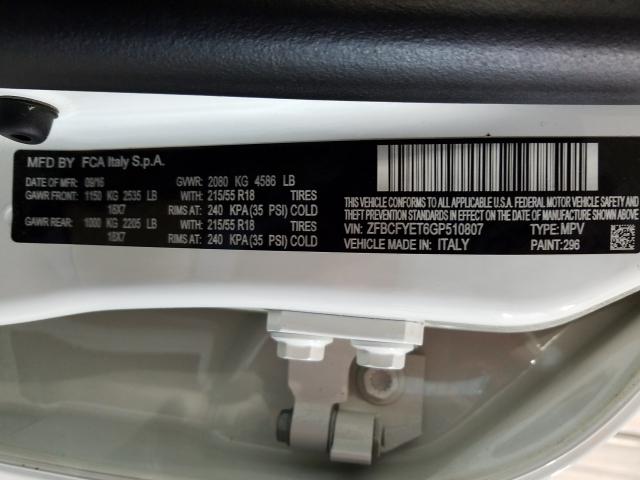 MFD BY FCA Italy S.p.A.
DATE OF MFR: 09/16 GVWR: 2080 KG 4586 LB
GAWR FRONT: 1150 KG 2535 LB WITH: 215/55 R18 TIRES
18X7 RIMS AT: 240 KPA (35 PSI) COLD
GAWR REAR: 1000 KG 2205 LB WITH: 215/55 R18 TIRES
18X7 RIMS AT: 240 KPA (35 PSI) COLD
THIS VEHICLE CONFORMS TO ALL APPLICABLE U.S.A. FEDERAL MOTOR VEHICLE SAFETY AND
EFFECT ON THE DATE OF MANUFACTURE SHOWN ABOVE.
VIN: ZFBCFYET6GP510807 TYPE: MPV
VEHICLE MADE IN: ITALY PAINT: 296